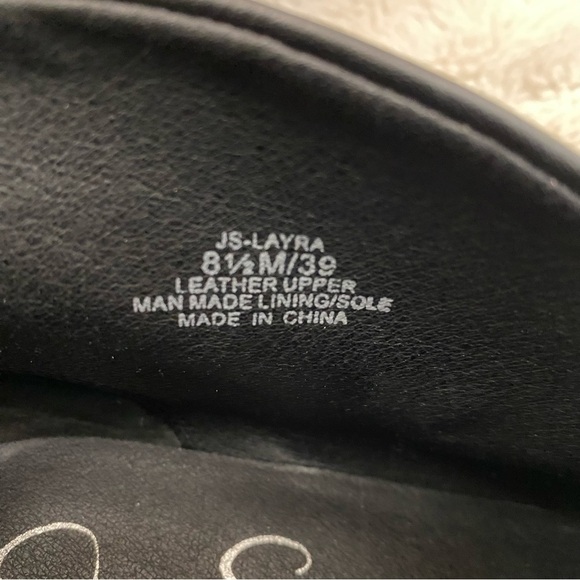 JS-LAYRA
8½M/39
LEATHER UPPER
MAN MADE LINING/SOLE
MADE IN CHINA